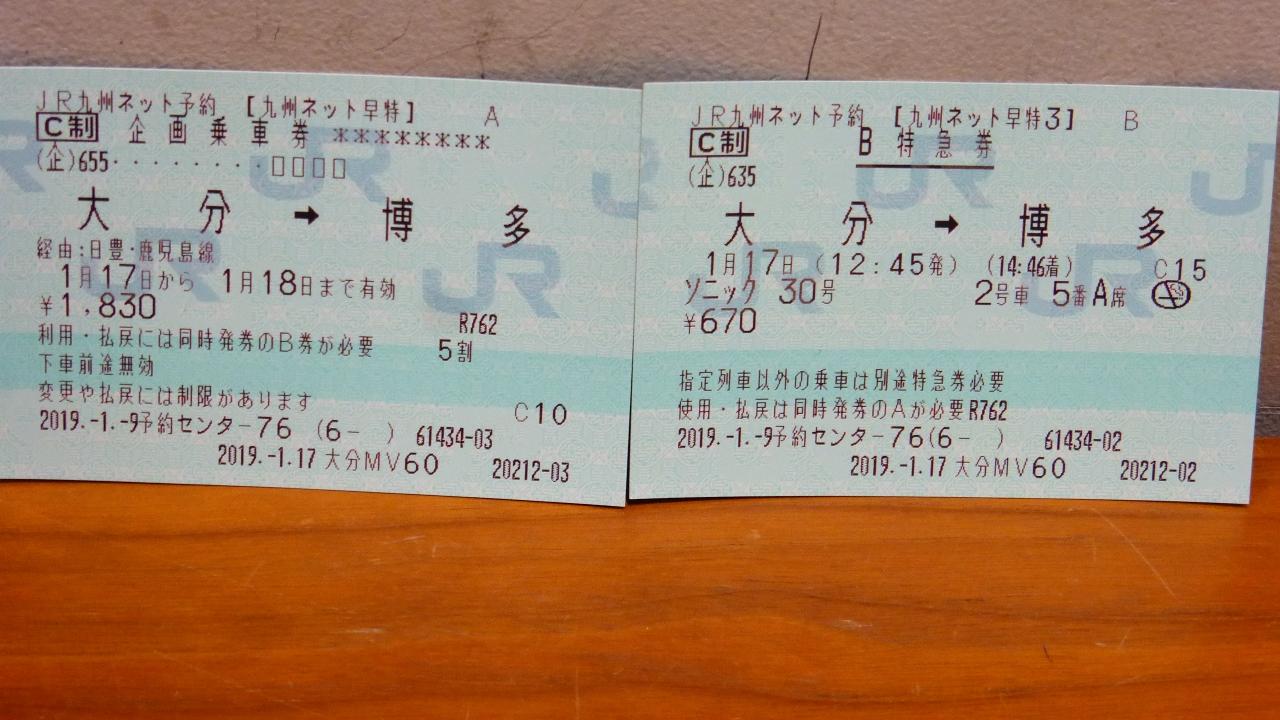 JR九州ネット予約 [九州ネット早特] A
C制 企画乗車券 ********
(企)655・・・・・・・・□□□□
大分 → 博多
経由:日豊・鹿児島線
1月17日から 1月18日まで有効
¥1,830
R762
利用・払戻には同時発券のB券が必要 5割
下車前途無効
変更や払戻には制限があります
C10
2019.-1.-9予約センター76 (6- ) 61434-03
2019.-1.17 大分MV60 20212-03
JR九州ネット予約 [九州ネット早特3] B
C制 B特急券
(企)635
大分 → 博多
1月17日 (12:45発) (14:46着) C15
ソニック 30号 2号車 5番A席
¥670
指定列車以外の乗車は別途特急券必要
使用・払戻は同時発券のAが必要R762
2019.-1.-9予約センター76(6- ) 61434-02
2019.-1.17 大分MV60 20212-02
JR
JR
JR
JR
JR